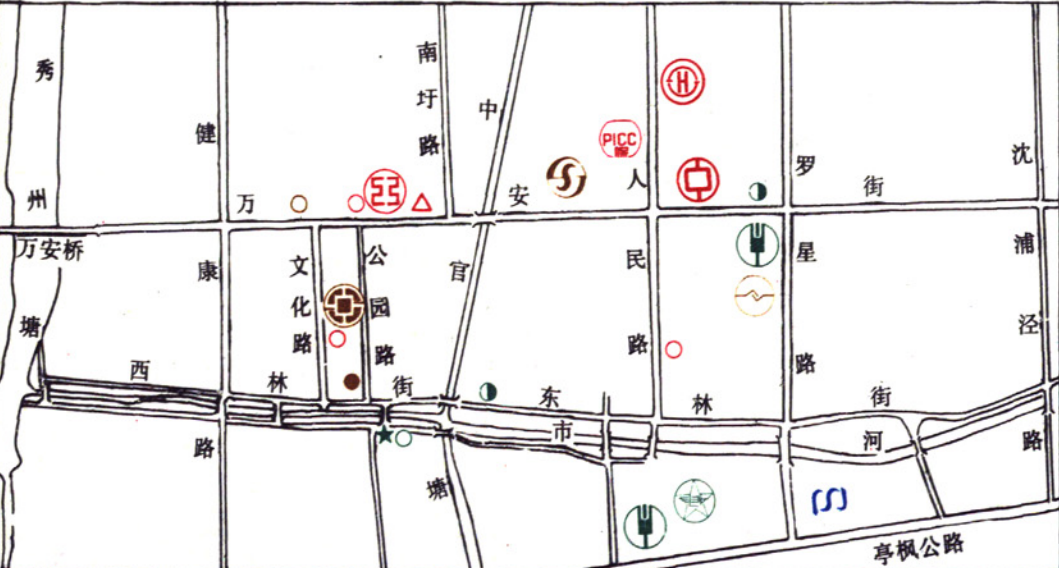 秀州塘
健康路
南圩路
中官塘
人民路
罗星路
沈浦泾路
万安街
万安桥
文化路
公园路
西林街
东林街
市河
亭枫公路
PICC
H